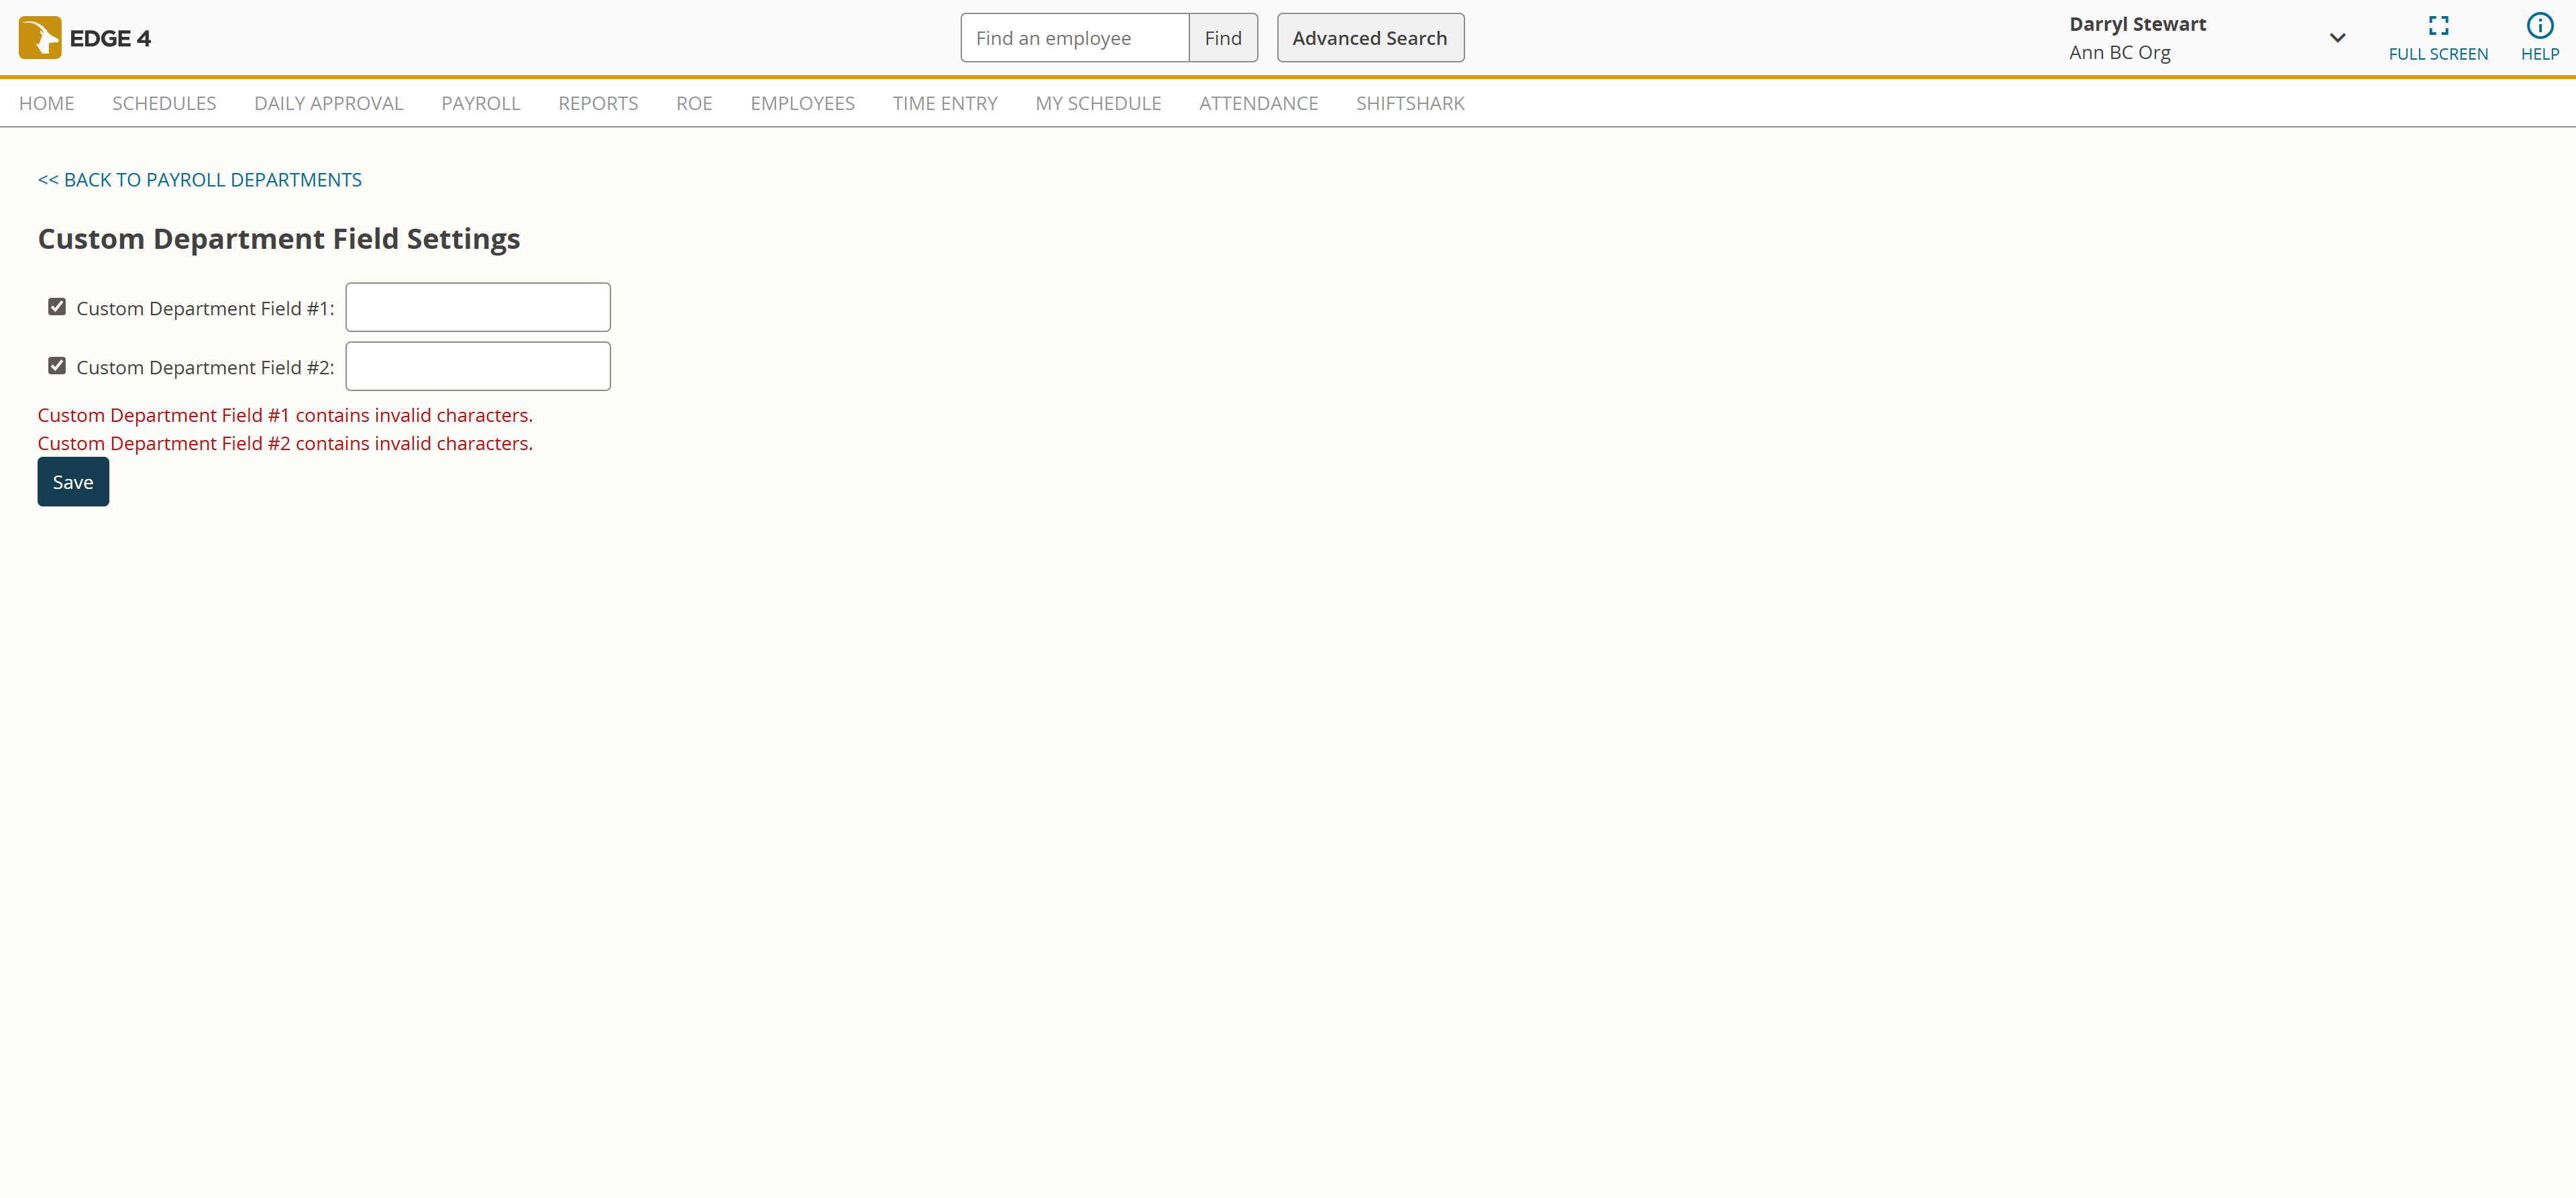 EDGE 4
Find an employee
Find
Advanced Search
Darryl Stewart
Ann BC Org
FULL SCREEN
HELP
HOME SCHEDULES DAILY APPROVAL PAYROLL REPORTS ROE EMPLOYEES TIME ENTRY MY SCHEDULE ATTENDANCE SHIFTSHARK
<< BACK TO PAYROLL DEPARTMENTS
Custom Department Field Settings
Custom Department Field #1:
Custom Department Field #2:
Custom Department Field #1 contains invalid characters.
Custom Department Field #2 contains invalid characters.
Save